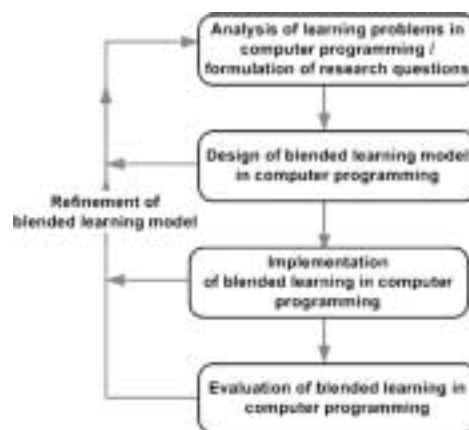 Analysis of learning problems in
computer programming /
formulation of research questions
Design of blended learning model
in computer programming
Refinement of
blended learning model
Implementation
of blended learning in computer
programming
Evaluation of blended learning in
computer programming